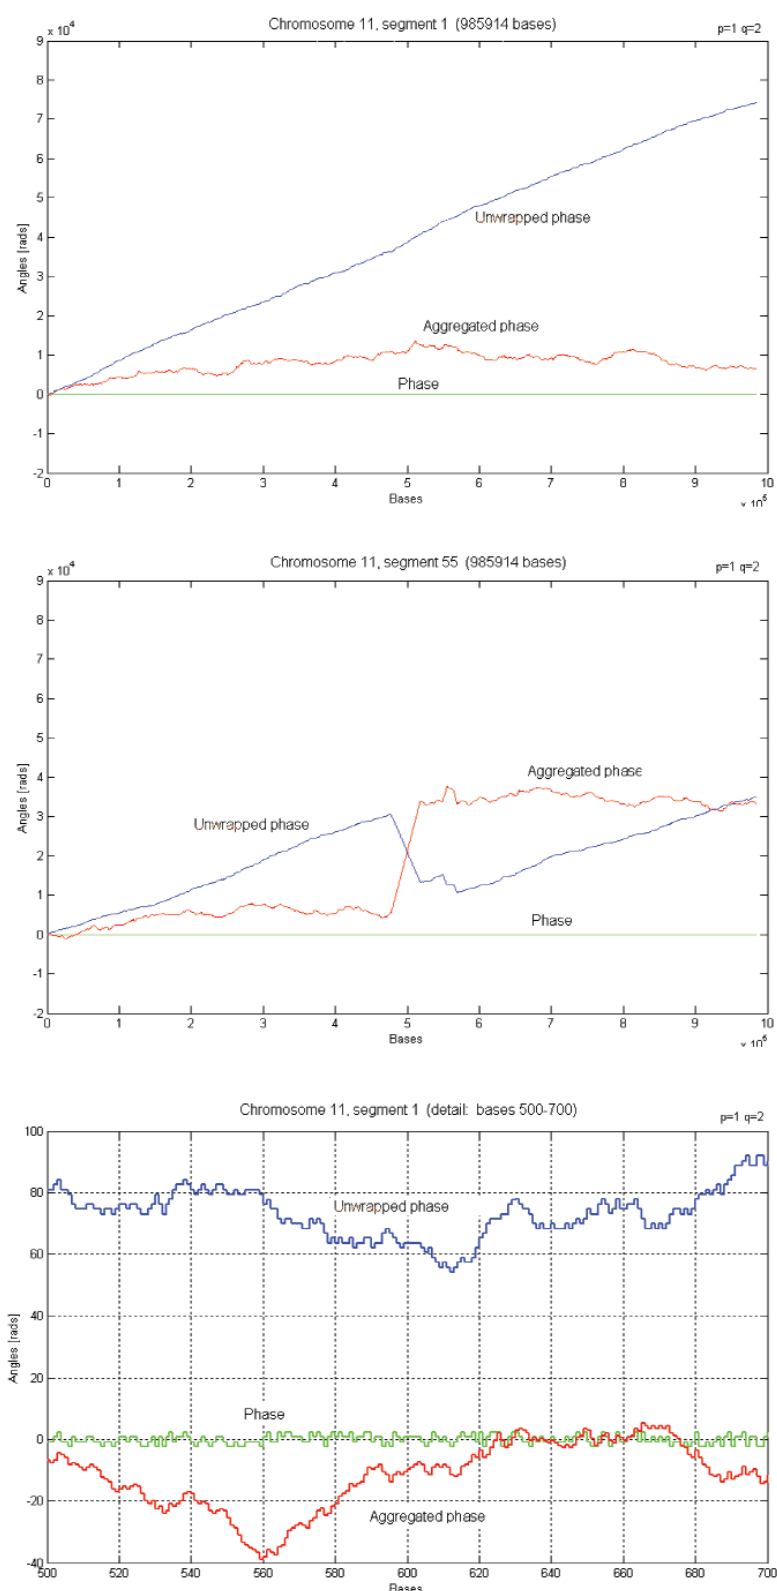 Chromosome 11, segment 1 (985914 bases)
p=1 q=2
x 10^4
9
8
7
6
5
4
3
2
1
0
-1
-2
Angles [rads]
Unwrapped phase
Aggregated phase
Phase
0 1 2 3 4 5 6 7 8 9 10
Bases
Chromosome 11, segment 55 (985914 bases)
p=1 q=2
x 10^4
9
8
7
6
5
4
3
2
1
0
-1
-2
Angles [rads]
Aggregated phase
Unwrapped phase
Phase
0 1 2 3 4 5 6 7 8 9 10
Bases
Chromosome 11, segment 1 (detail: bases 500-700)
p=1 q=2
100
80
60
40
20
0
-20
-40
Angles [rads]
Unwrapped phase
Phase
Aggregated phase
500 520 540 560 580 600 620 640 660 680 700
Bases